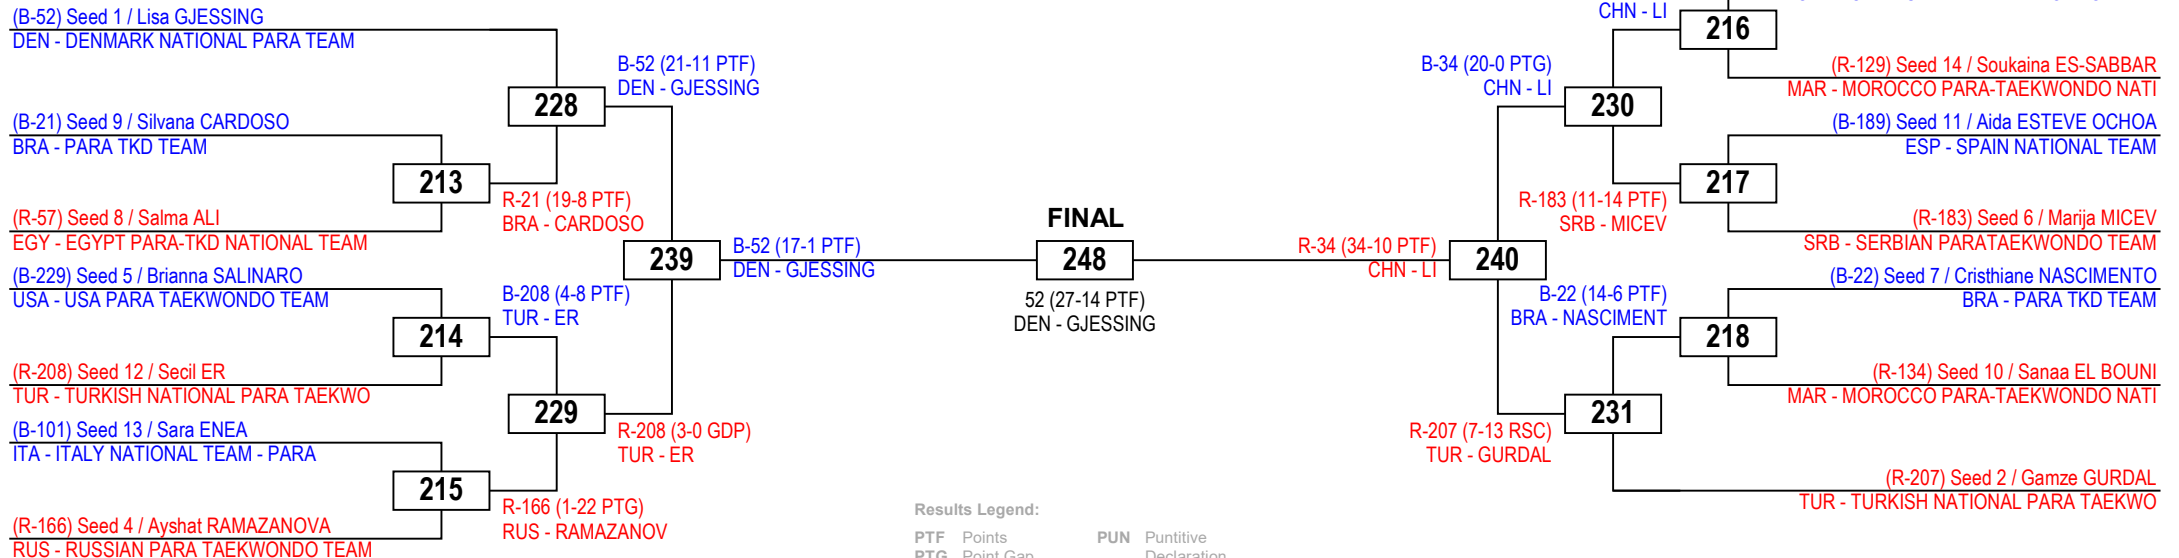 (B-52) Seed 1 / Lisa GJESSING
DEN - DENMARK NATIONAL PARA TEAM
B-52 (21-11 PTF)
DEN - GJESSING
228
(B-21) Seed 9 / Silvana CARDOSO
BRA - PARA TKD TEAM
213
R-21 (19-8 PTF)
BRA - CARDOSO
(R-57) Seed 8 / Salma ALI
EGY - EGYPT PARA-TKD NATIONAL TEAM
239
B-52 (17-1 PTF)
DEN - GJESSING
(B-229) Seed 5 / Brianna SALINARO
USA - USA PARA TAEKWONDO TEAM
B-208 (4-8 PTF)
TUR - ER
214
(R-208) Seed 12 / Secil ER
TUR - TURKISH NATIONAL PARA TAEKWO
229
R-208 (3-0 GDP)
TUR - ER
(B-101) Seed 13 / Sara ENEA
ITA - ITALY NATIONAL TEAM - PARA
215
R-166 (1-22 PTG)
RUS - RAMAZANOV
(R-166) Seed 4 / Ayshat RAMAZANOVA
RUS - RUSSIAN PARA TAEKWONDO TEAM
FINAL
248
52 (27-14 PTF)
DEN - GJESSING
CHN - LI
216
B-34 (20-0 PTG)
CHN - LI
(R-129) Seed 14 / Soukaina ES-SABBAR
MAR - MOROCCO PARA-TAEKWONDO NATI
230
(B-189) Seed 11 / Aida ESTEVE OCHOA
ESP - SPAIN NATIONAL TEAM
217
R-183 (11-14 PTF)
SRB - MICEV
(R-183) Seed 6 / Marija MICEV
SRB - SERBIAN PARATAEKWONDO TEAM
R-34 (34-10 PTF)
CHN - LI
240
(B-22) Seed 7 / Cristhiane NASCIMENTO
BRA - PARA TKD TEAM
B-22 (14-6 PTF)
BRA - NASCIMENT
218
(R-134) Seed 10 / Sanaa EL BOUNI
MAR - MOROCCO PARA-TAEKWONDO NATI
231
R-207 (7-13 RSC)
TUR - GURDAL
(R-207) Seed 2 / Gamze GURDAL
TUR - TURKISH NATIONAL PARA TAEKWO
Results Legend:
PTF Points PUN Puntitive
PTG Point Gap Declaration